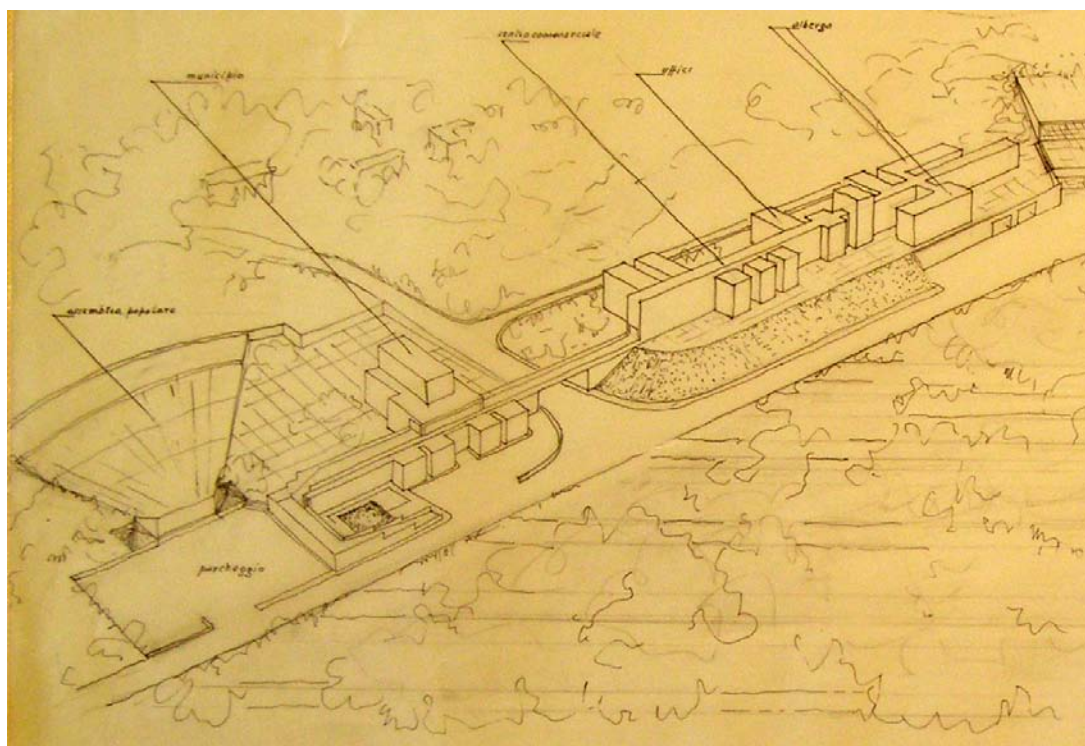 municipio
centro commerciale
uffici
albergo
assemblea popolare
parcheggio